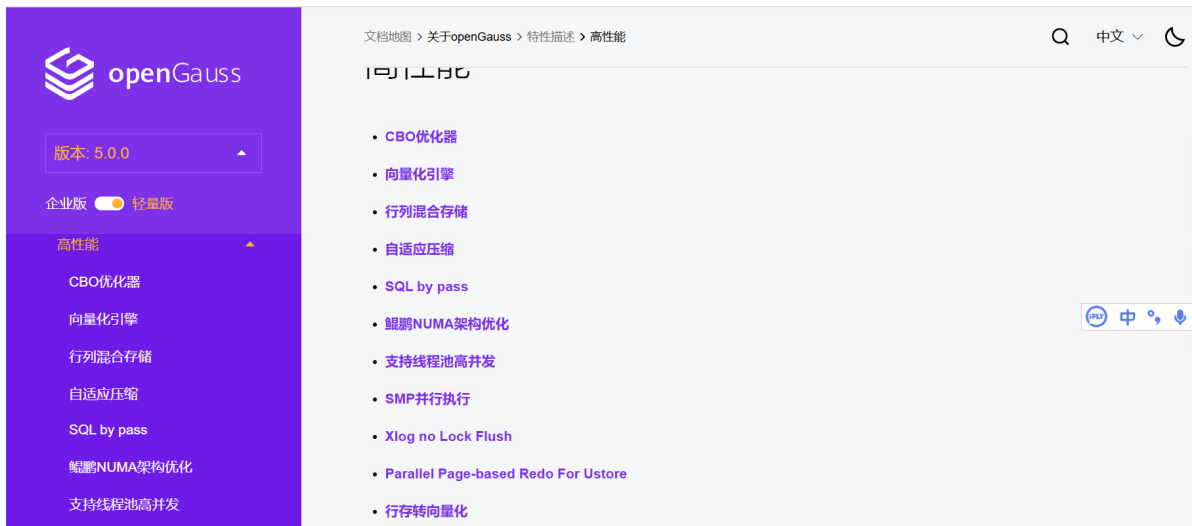 文档地图 > 关于openGauss > 特性描述 > 高性能
中文
openGauss
版本: 5.0.0
企业版 轻量版
高性能
CBO优化器
向量化引擎
行列混合存储
自适应压缩
SQL by pass
鲲鹏NUMA架构优化
支持线程池高并发
高性能
• CBO优化器
• 向量化引擎
• 行列混合存储
• 自适应压缩
• SQL by pass
• 鲲鹏NUMA架构优化
• 支持线程池高并发
• SMP并行执行
• Xlog no Lock Flush
• Parallel Page-based Redo For Ustore
• 行存转向量化
iFLY 中